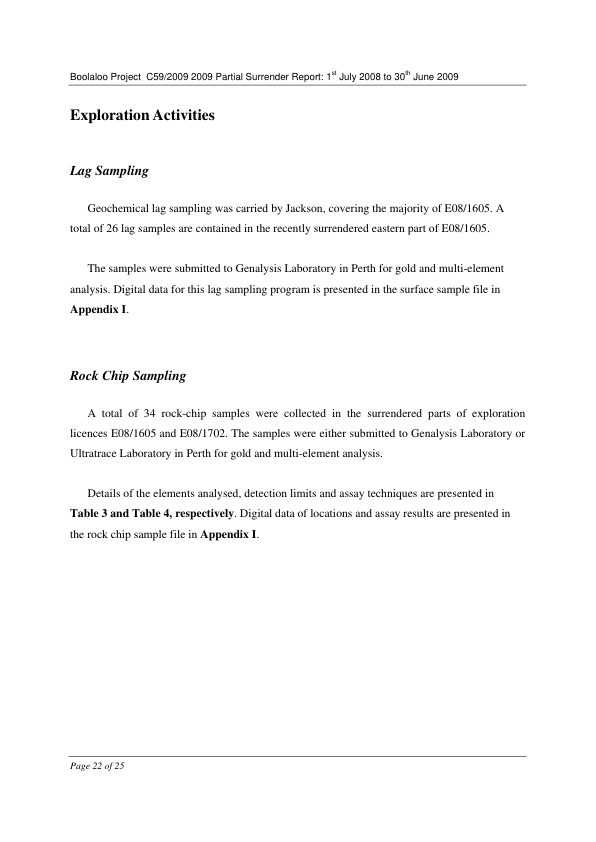 Boolaloo Project C59/2009 2009 Partial Surrender Report: 1st July 2008 to 30th June 2009
Exploration Activities
Lag Sampling
Geochemical lag sampling was carried by Jackson, covering the majority of E08/1605. A
total of 26 lag samples are contained in the recently surrendered eastern part of E08/1605.
The samples were submitted to Genalysis Laboratory in Perth for gold and multi-element
analysis. Digital data for this lag sampling program is presented in the surface sample file in
Appendix I.
Rock Chip Sampling
A total of 34 rock-chip samples were collected in the surrendered parts of exploration
licences E08/1605 and E08/1702. The samples were either submitted to Genalysis Laboratory or
Ultratrace Laboratory in Perth for gold and multi-element analysis.
Details of the elements analysed, detection limits and assay techniques are presented in
Table 3 and Table 4, respectively. Digital data of locations and assay results are presented in
the rock chip sample file in Appendix I.
Page 22 of 25